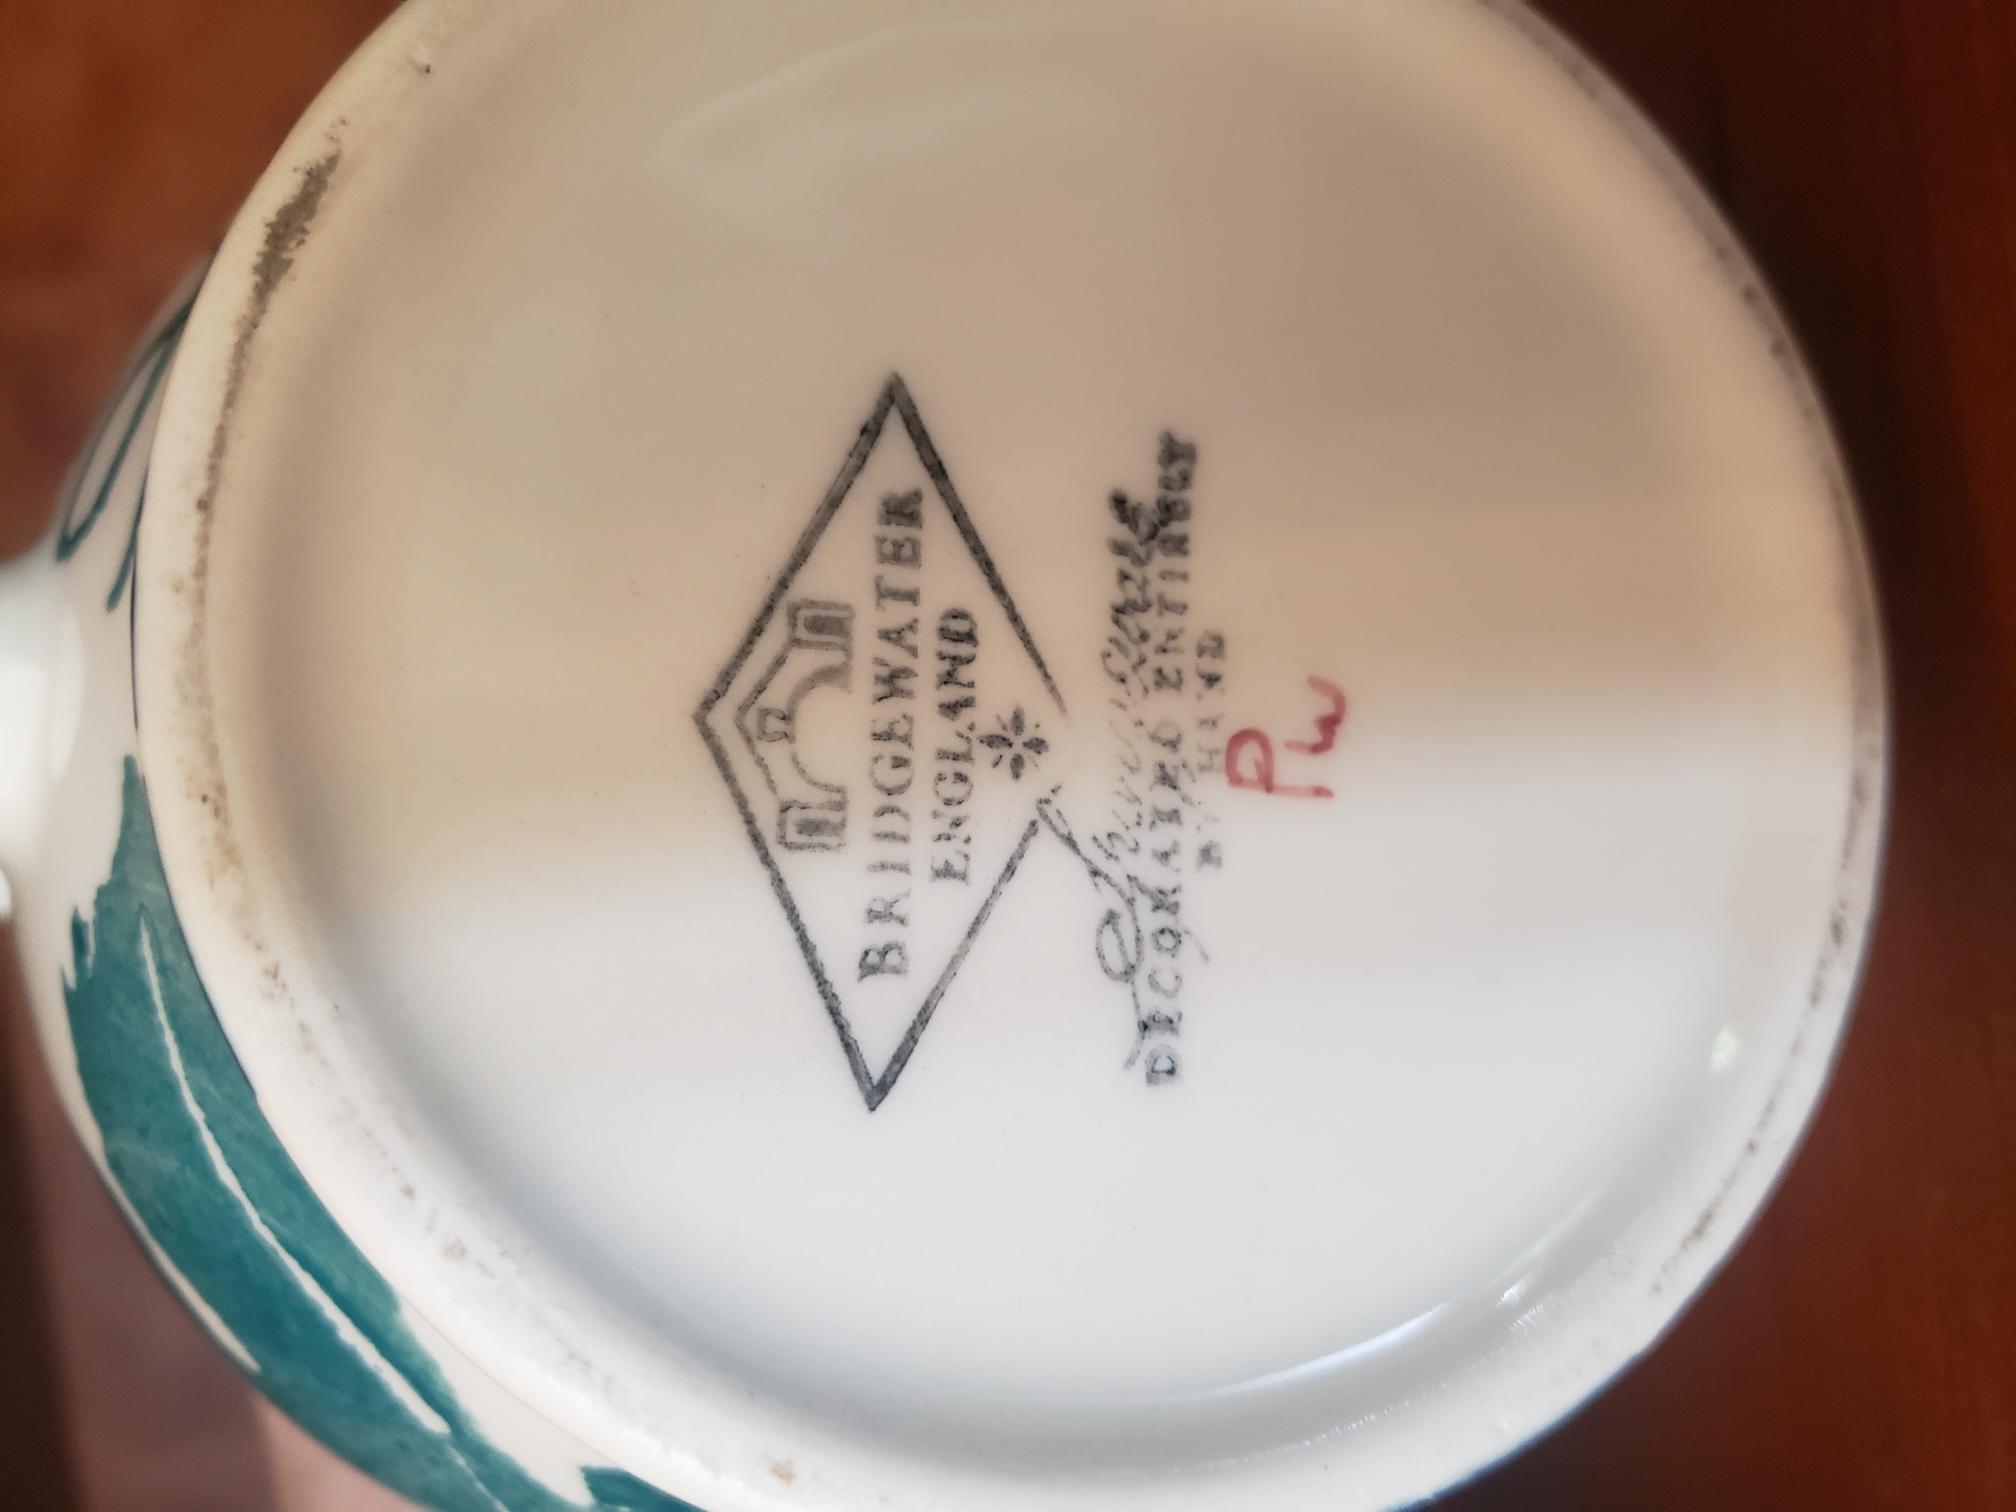 BRIDGEWATER
ENGLAND
DECORATED ENTIRELY
BY HAND
PW